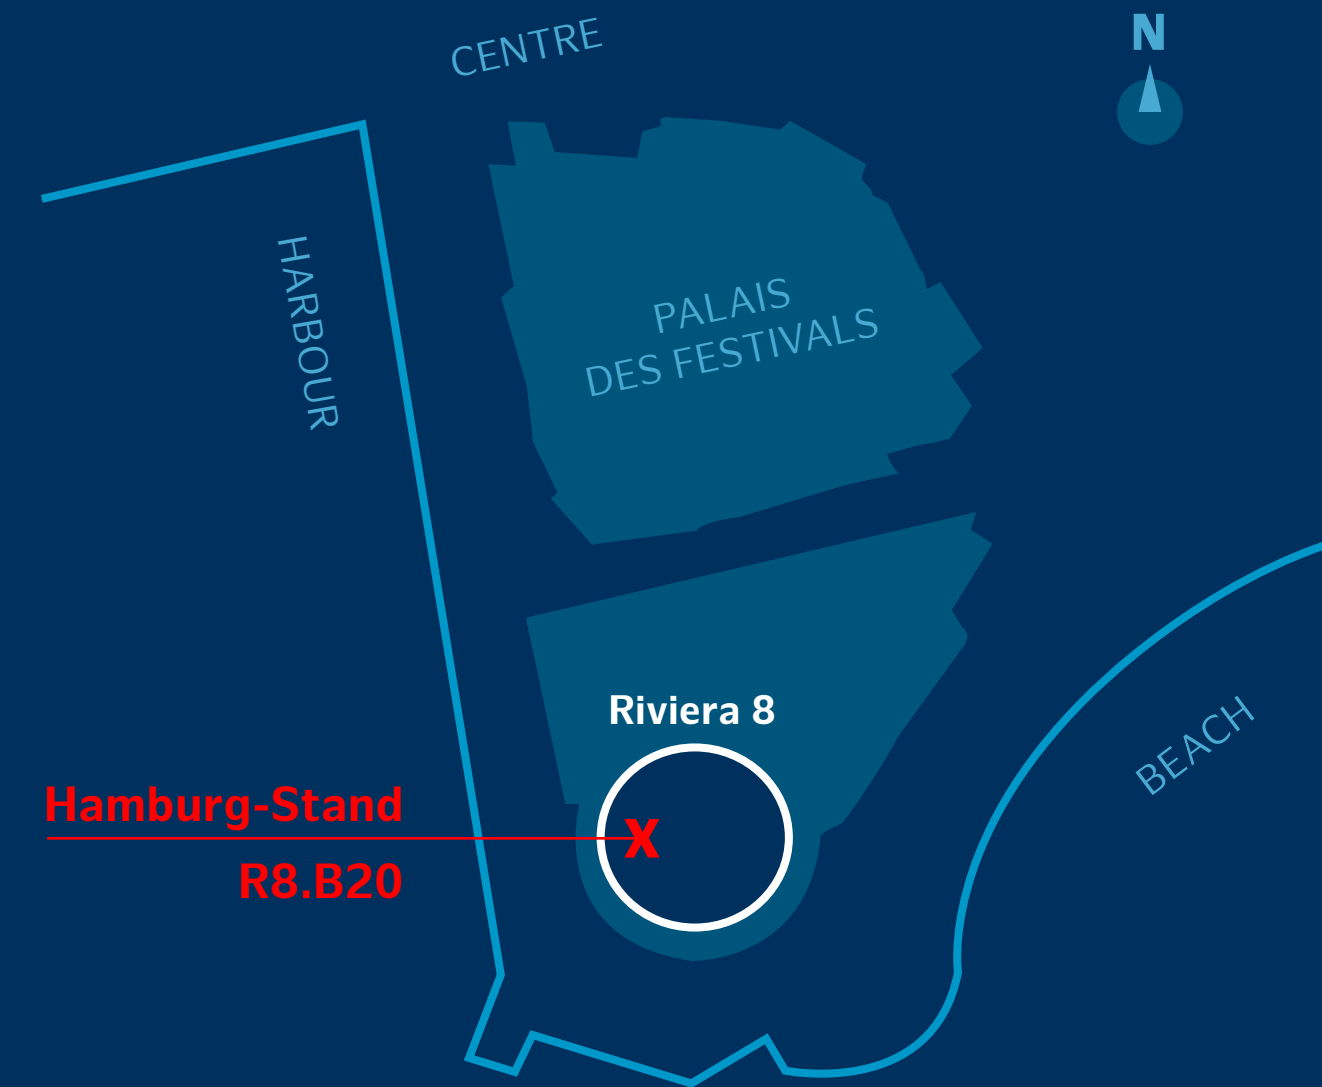 CENTRE
N
HARBOUR
PALAIS
DES FESTIVALS
Riviera 8
BEACH
Hamburg-Stand
X
R8.B20